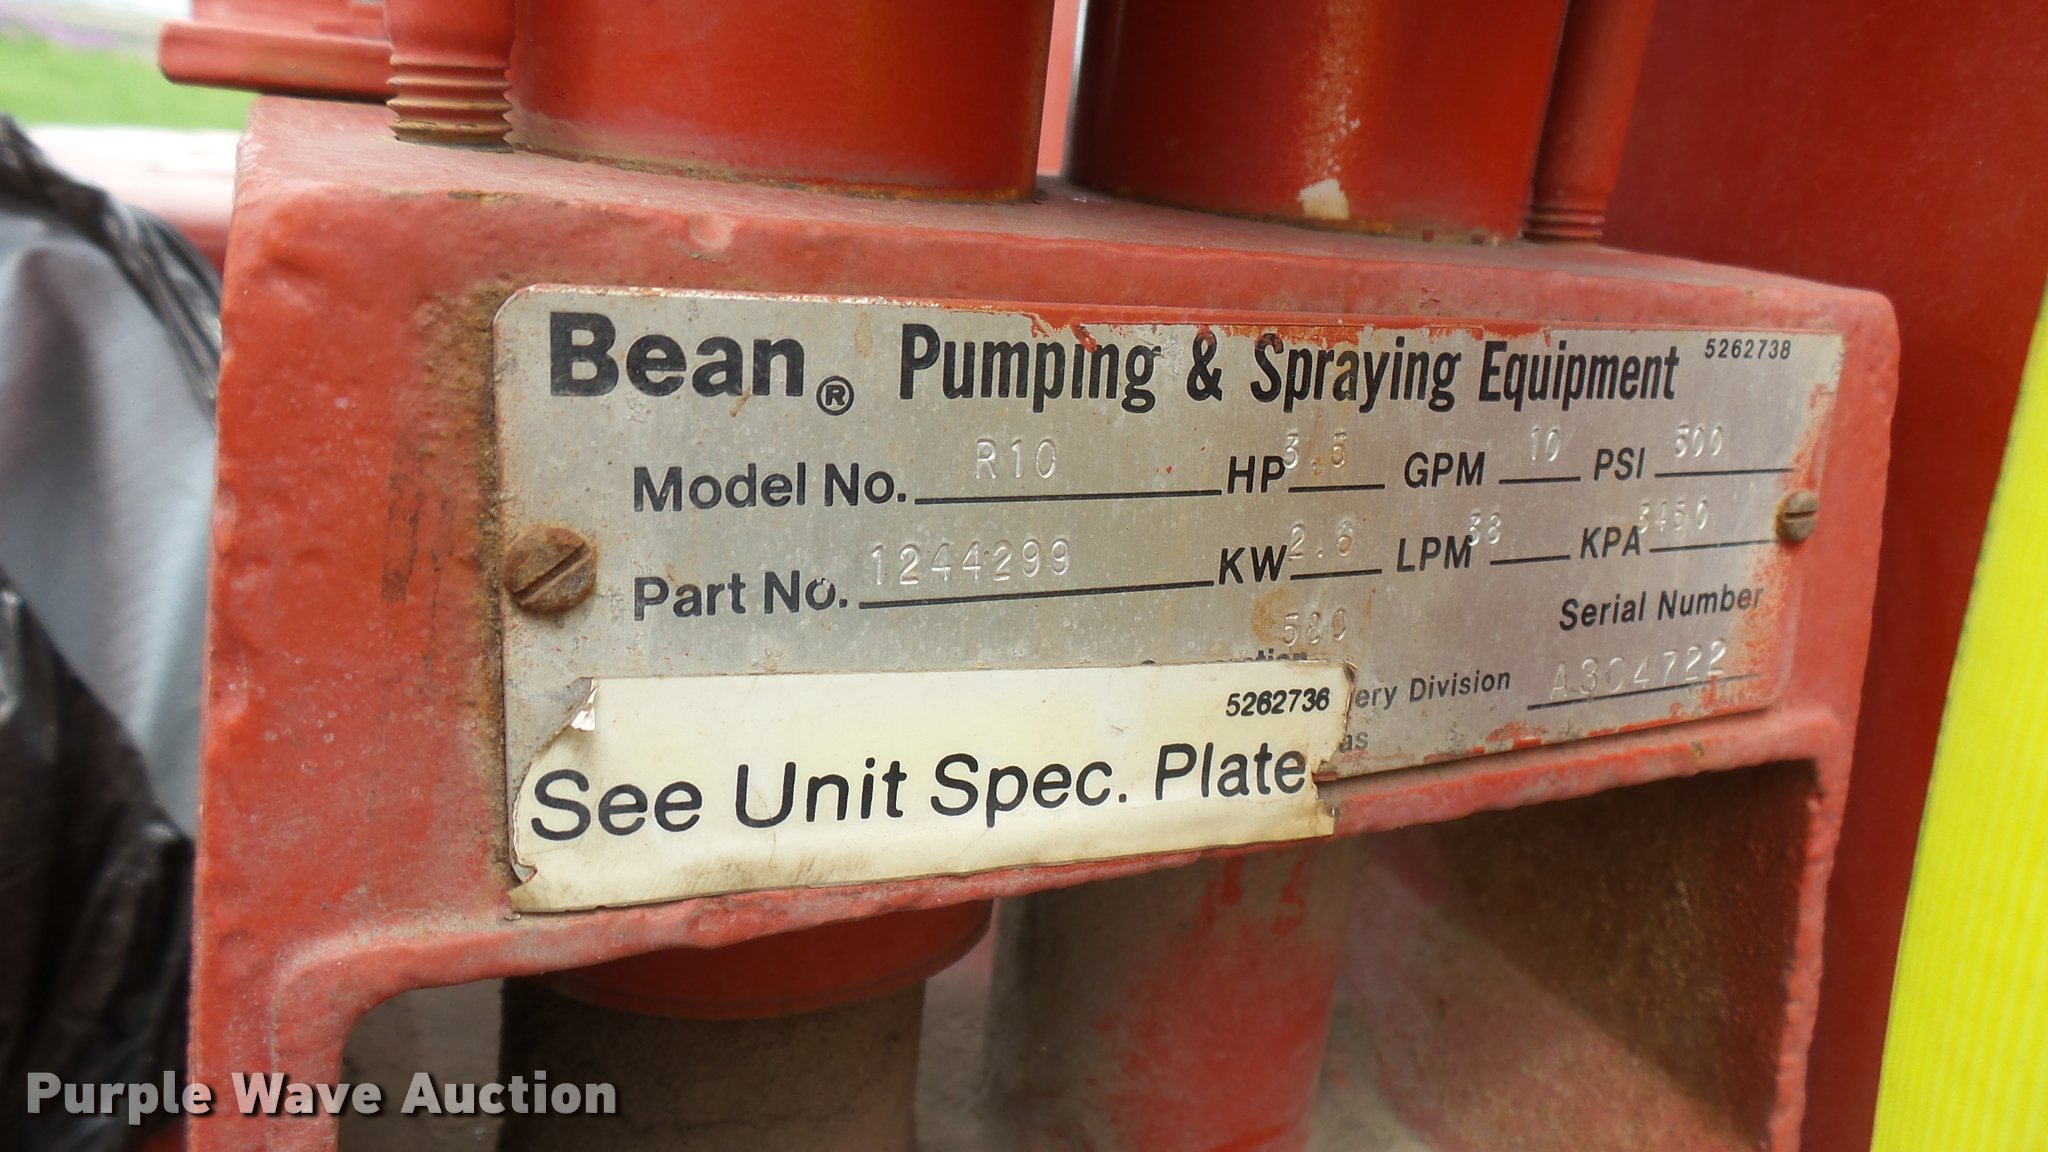 Bean® Pumping & Spraying Equipment 5262738
Model No. R10 HP 3.5 GPM 10 PSI 500
Part No. 1244299 KW 2.6 LPM 38 KPA 3450
580
Serial Number
ery Division A304722
as
5262736
See Unit Spec. Plate
Purple Wave Auction